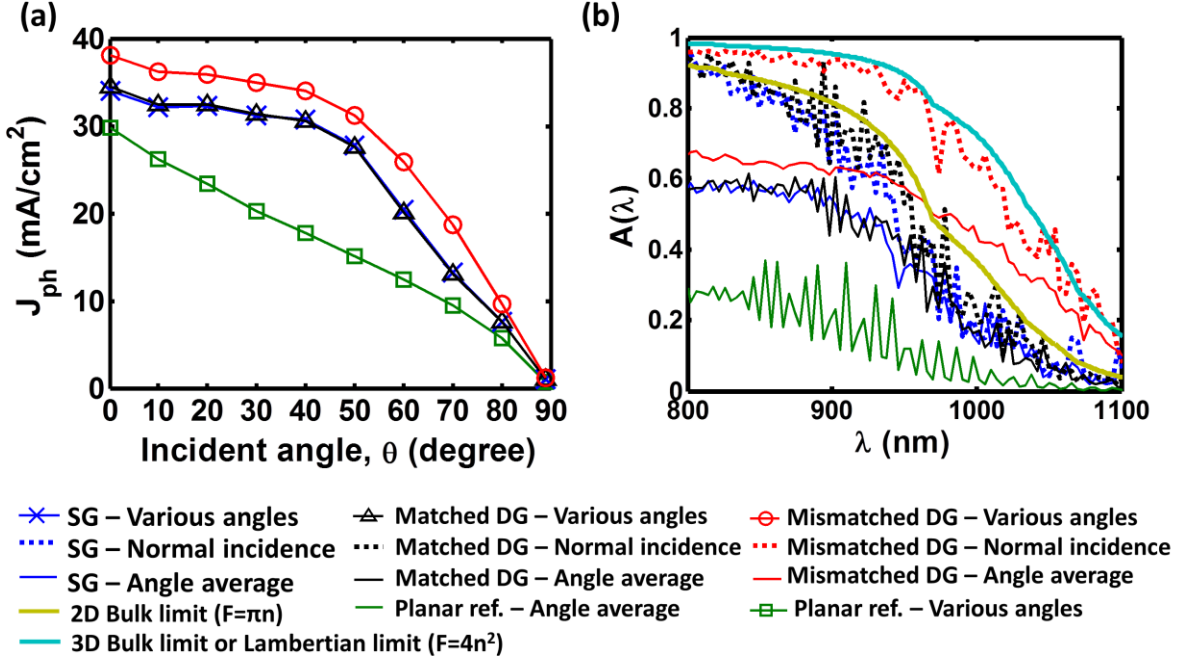 (a)
40
30
20
10
0
J_ph (mA/cm²)
0 10 20 30 40 50 60 70 80 90
Incident angle, θ (degree)
(b)
1
0.8
0.6
0.4
0.2
0
A(λ)
800 900 1000 1100
λ (nm)
SG – Various angles
SG – Normal incidence
SG – Angle average
2D Bulk limit (F=πn)
3D Bulk limit or Lambertian limit (F=4n²)
Matched DG – Various angles
Matched DG – Normal incidence
Matched DG – Angle average
Planar ref. – Angle average
Mismatched DG – Various angles
Mismatched DG – Normal incidence
Mismatched DG – Angle average
Planar ref. – Various angles